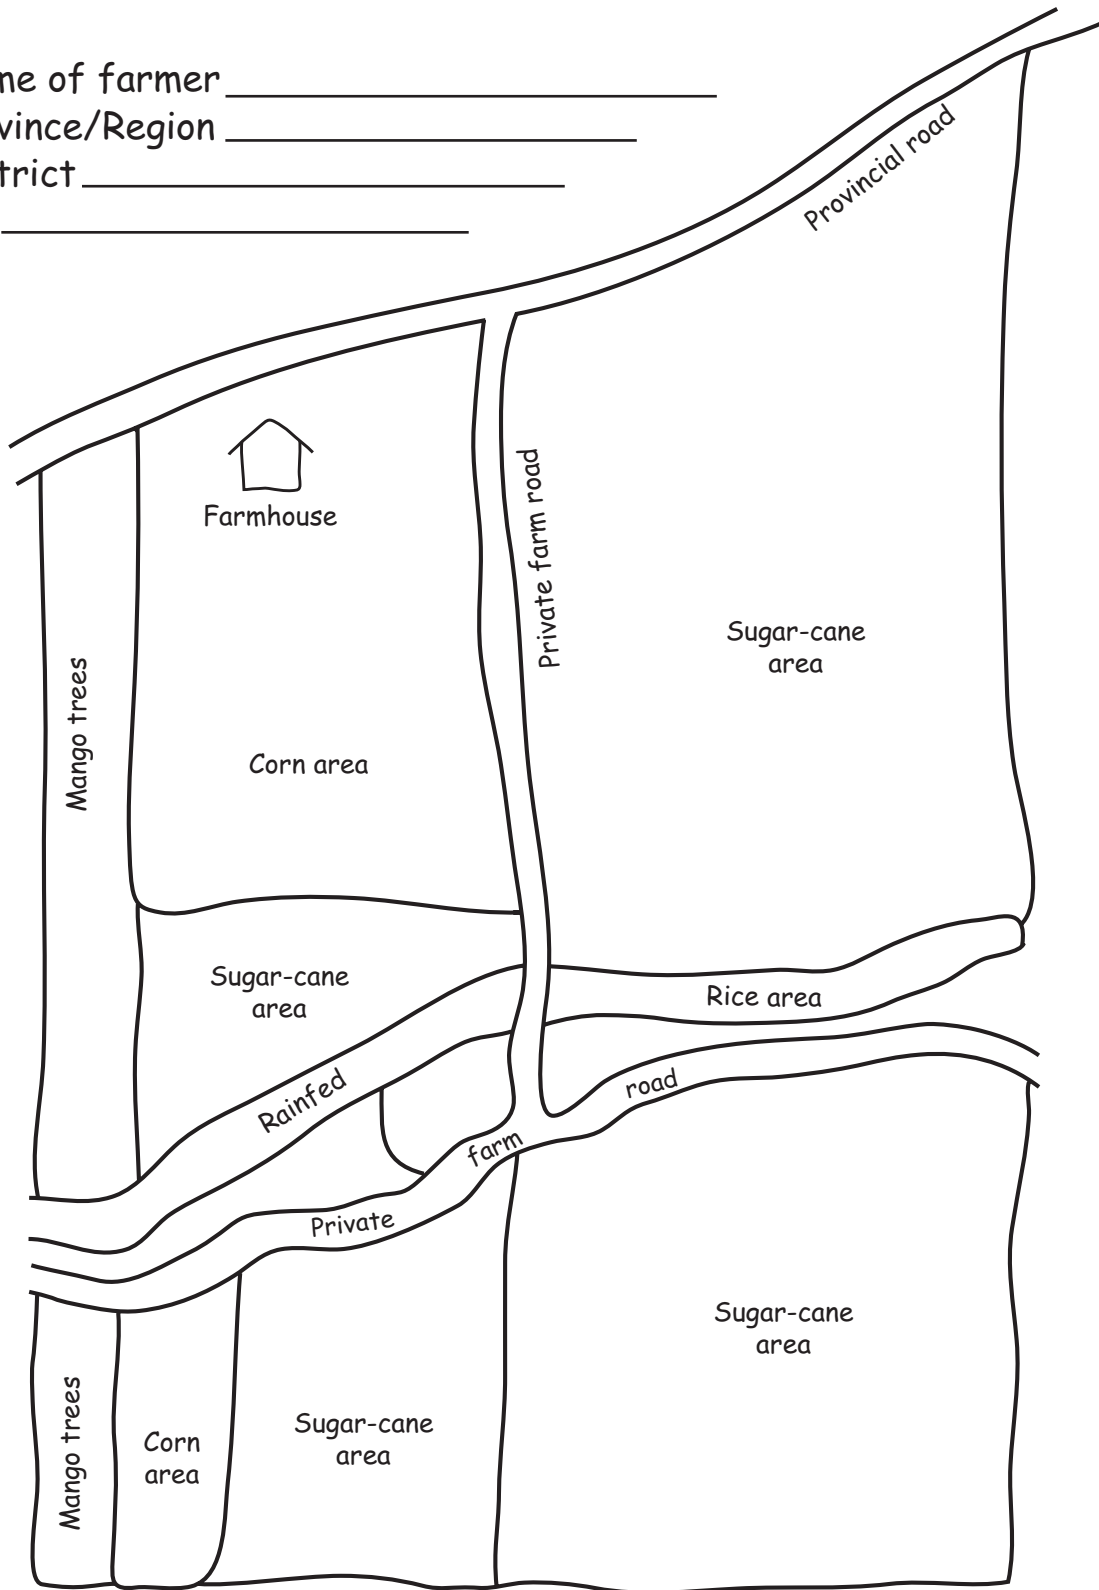 me of farmer
vince/Region
trict
Provincial road
Farmhouse
Private farm road
Sugar-cane
area
Mango trees
Corn area
Sugar-cane
area
Rice area
Rainfed
road
farm
Private
Sugar-cane
area
Mango trees
Corn
area
Sugar-cane
area